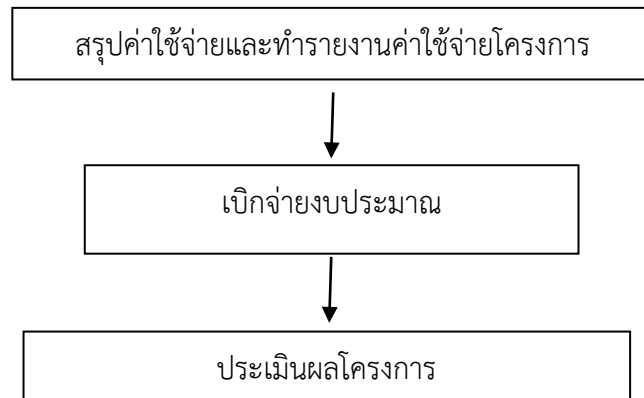 สรุปค่าใช้จ่ายและทำรายงานค่าใช้จ่ายโครงการ
เบิกจ่ายงบประมาณ
ประเมินผลโครงการ